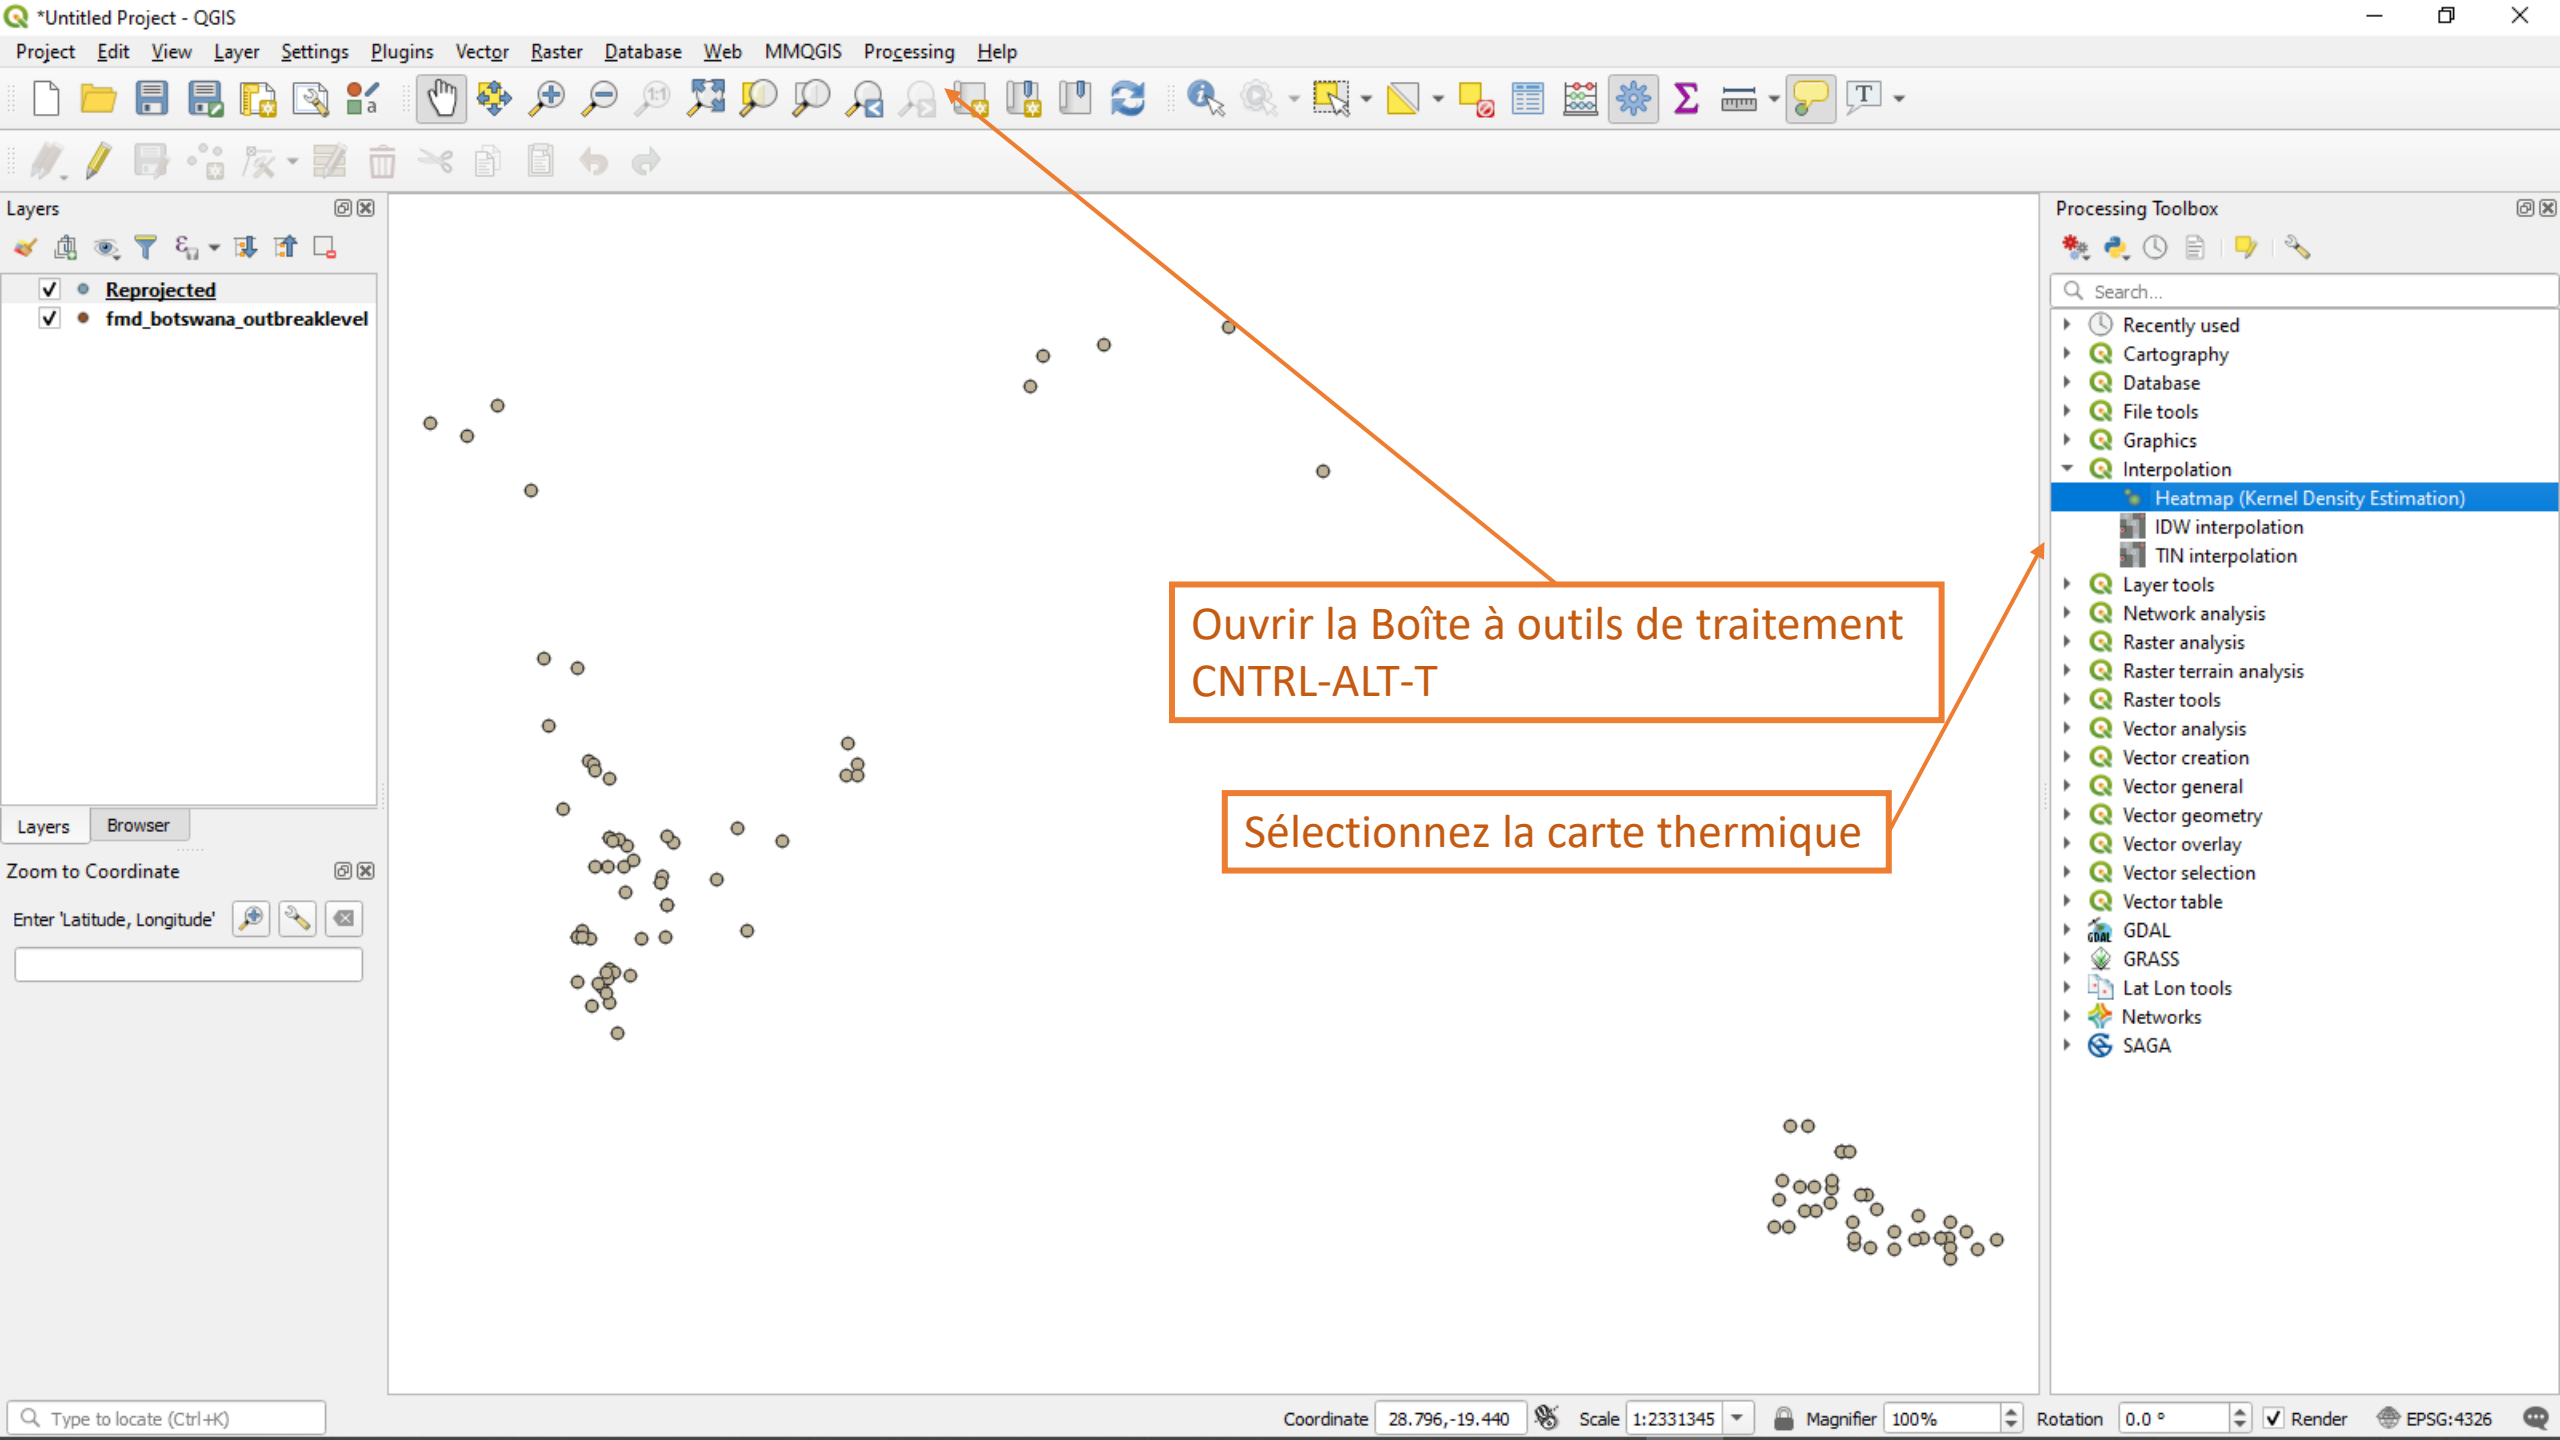 *Untitled Project - QGIS
Project Edit View Layer Settings Plugins Vector Raster Database Web MMQGIS Processing Help
Layers
Reprojected
fmd_botswana_outbreaklevel
Layers Browser
Zoom to Coordinate
Enter 'Latitude, Longitude'
Ouvrir la Boîte à outils de traitement
CNTRL-ALT-T
Sélectionnez la carte thermique
Processing Toolbox
Search...
Recently used
Cartography
Database
File tools
Graphics
Interpolation
Heatmap (Kernel Density Estimation)
IDW interpolation
TIN interpolation
Layer tools
Network analysis
Raster analysis
Raster terrain analysis
Raster tools
Vector analysis
Vector creation
Vector general
Vector geometry
Vector overlay
Vector selection
Vector table
GDAL
GRASS
Lat Lon tools
Networks
SAGA
Type to locate (Ctrl+K)
Coordinate 28.796,-19.440 Scale 1:2331345 Magnifier 100% Rotation 0.0 ° Render EPSG:4326